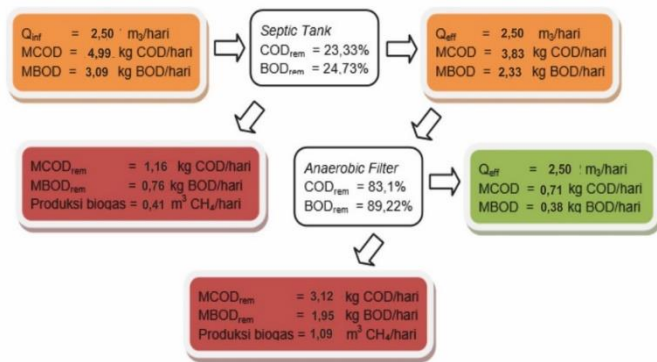 Qinf = 2,50 m3/hari
MCOD = 4,99 kg COD/hari
MBOD = 3,09 kg BOD/hari
Septic Tank
CODrem = 23,33%
BODrem = 24,73%
Qeff = 2,50 m3/hari
MCOD = 3,83 kg COD/hari
MBOD = 2,33 kg BOD/hari
MCODrem = 1,16 kg COD/hari
MBODrem = 0,76 kg BOD/hari
Produksi biogas = 0,41 m³ CH4/hari
Anaerobic Filter
CODrem = 83,1%
BODrem = 89,22%
Qeff = 2,50 m3/hari
MCOD = 0,71 kg COD/hari
MBOD = 0,38 kg BOD/hari
MCODrem = 3,12 kg COD/hari
MBODrem = 1,95 kg BOD/hari
Produksi biogas = 1,09 m³ CH4/hari